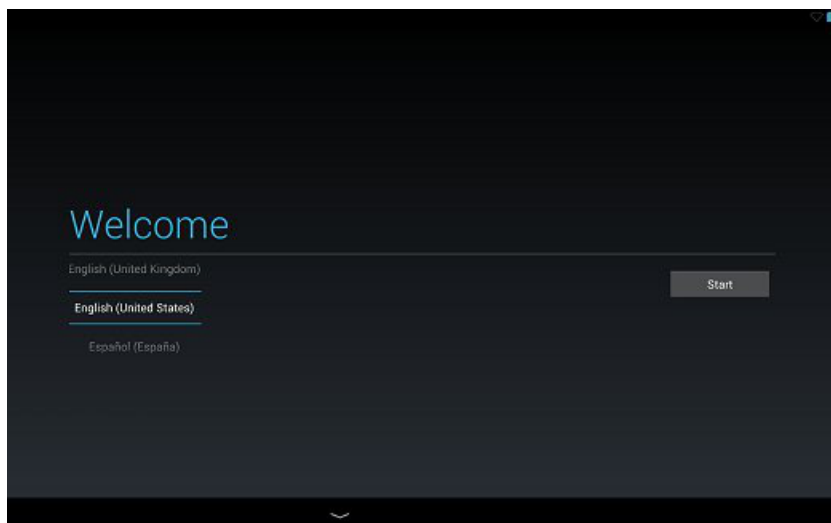 Welcome
English (United Kingdom)
Start
English (United States)
Español (España)